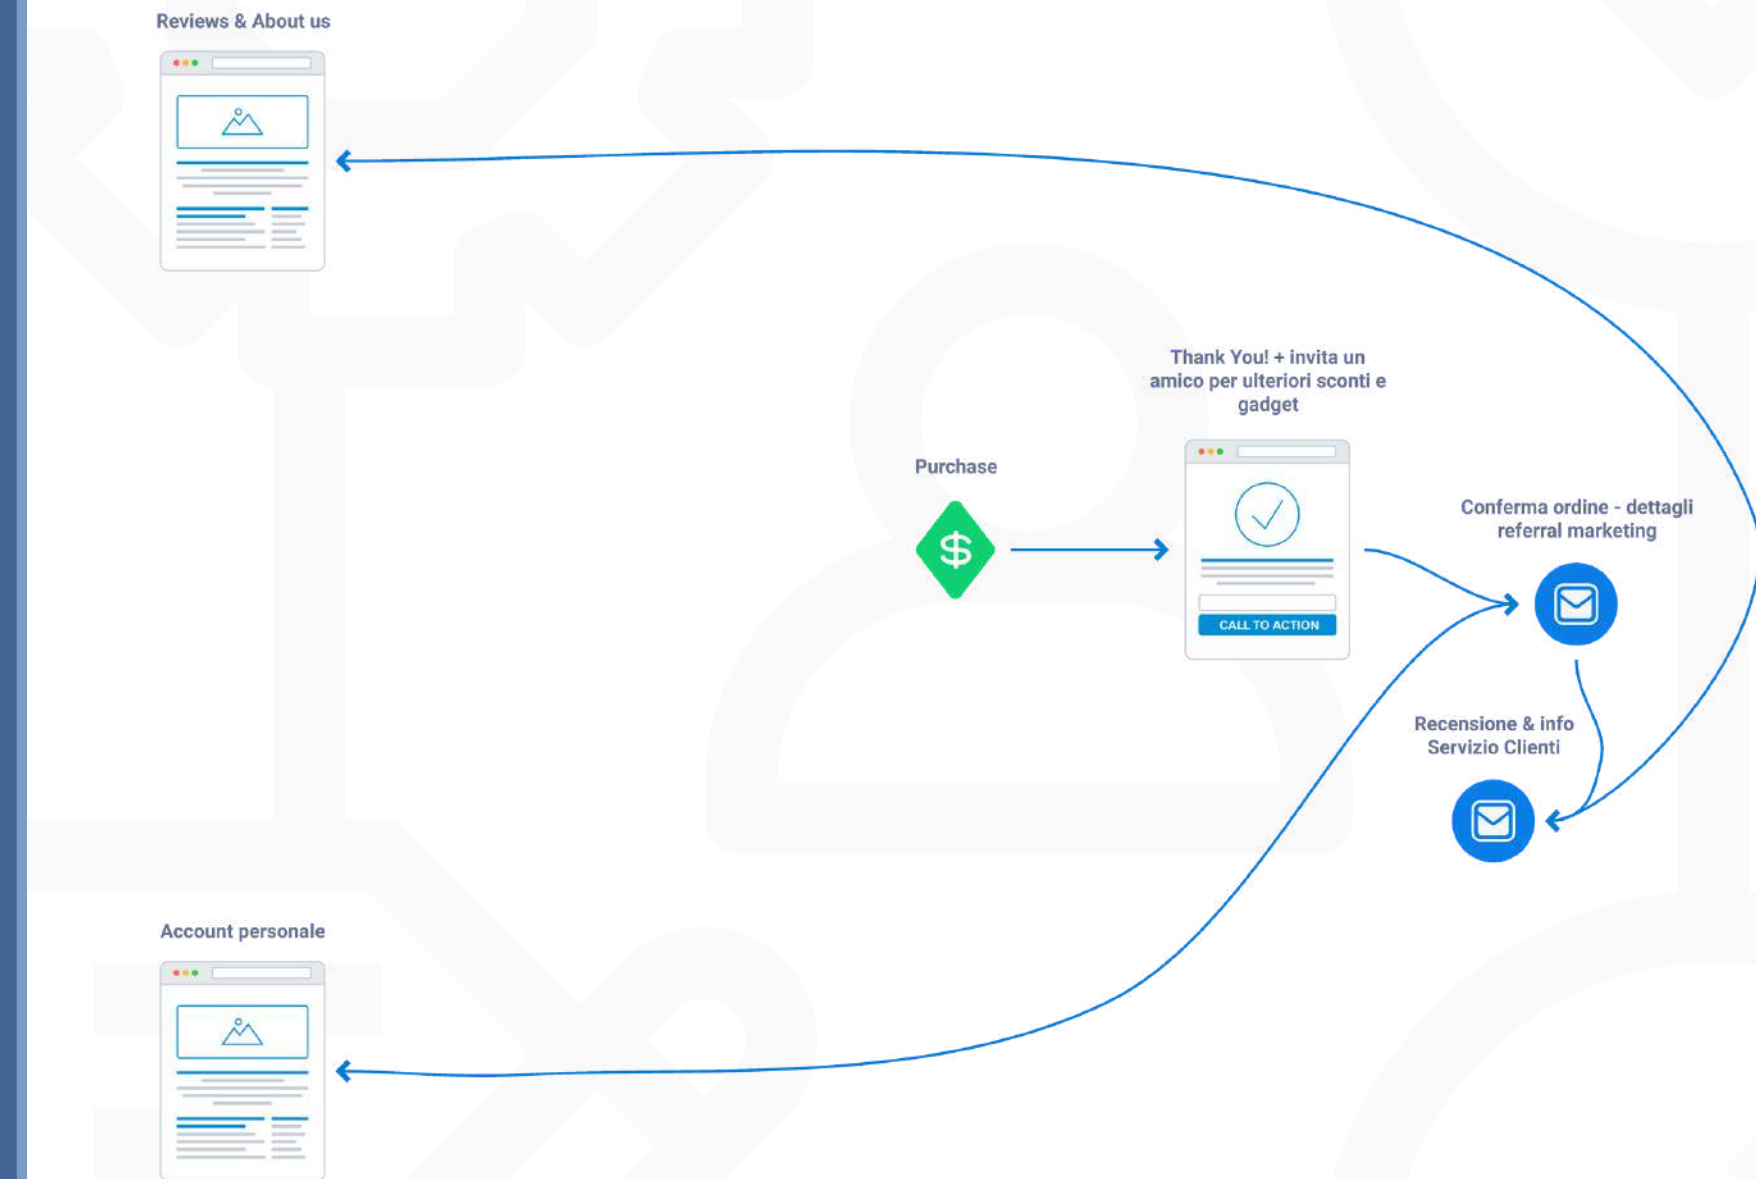 Reviews & About us
Thank You! + invita un
amico per ulteriori sconti e
gadget
Purchase
CALL TO ACTION
Conferma ordine - dettagli
referral marketing
Recensione & info
Servizio Clienti
Account personale